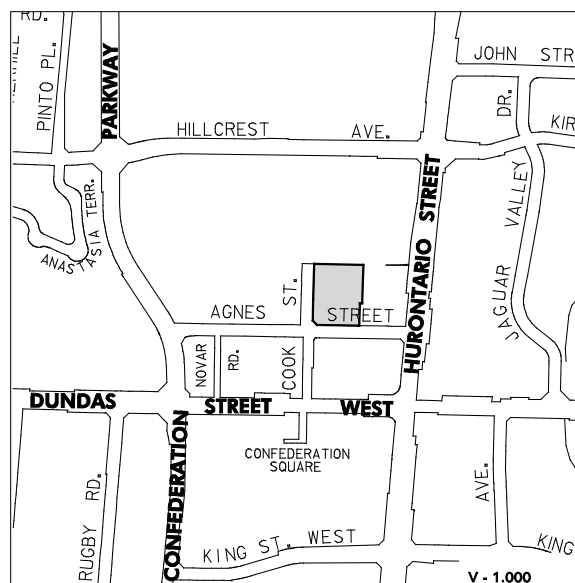 RD.
PINTO PL.
PARKWAY
HILLCREST AVE.
JOHN STR
DR.
KIR
ANASTASIA TERR.
HURONTARIO STREET
JAGUAR VALLEY
AGNES STREET
COOK ST.
NOVAR RD.
DUNDAS STREET WEST
CONFEDERATION
SQUARE
CONFEDERATION
RUGBY RD.
KING ST. WEST
AVE.
KING
V - 1.000